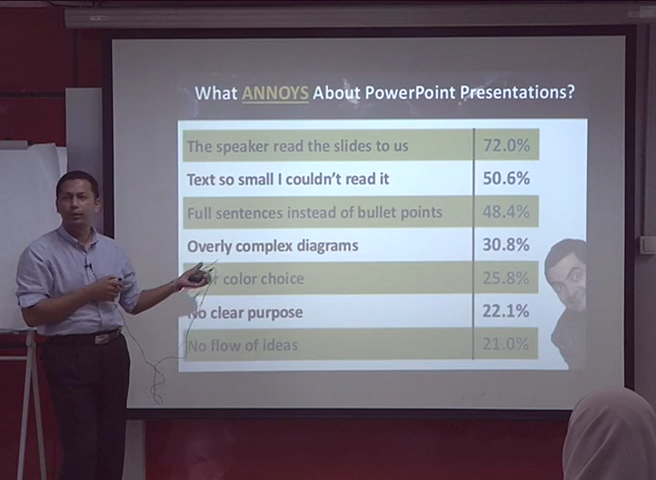 What ANNOYS About PowerPoint Presentations?
The speaker read the slides to us 72.0%
Text so small I couldn't read it 50.6%
Full sentences instead of bullet points 48.4%
Overly complex diagrams 30.8%
color choice 25.8%
No clear purpose 22.1%
No flow of ideas 21.0%